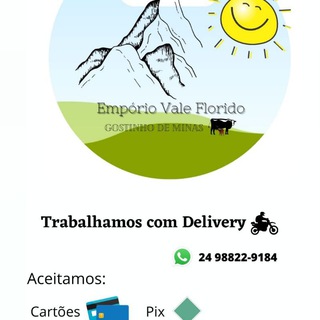 Empório Vale Florido
GOSTINHO DE MINAS
Trabalhamos com Delivery
24 98822-9184
Aceitamos:
Cartões Pix